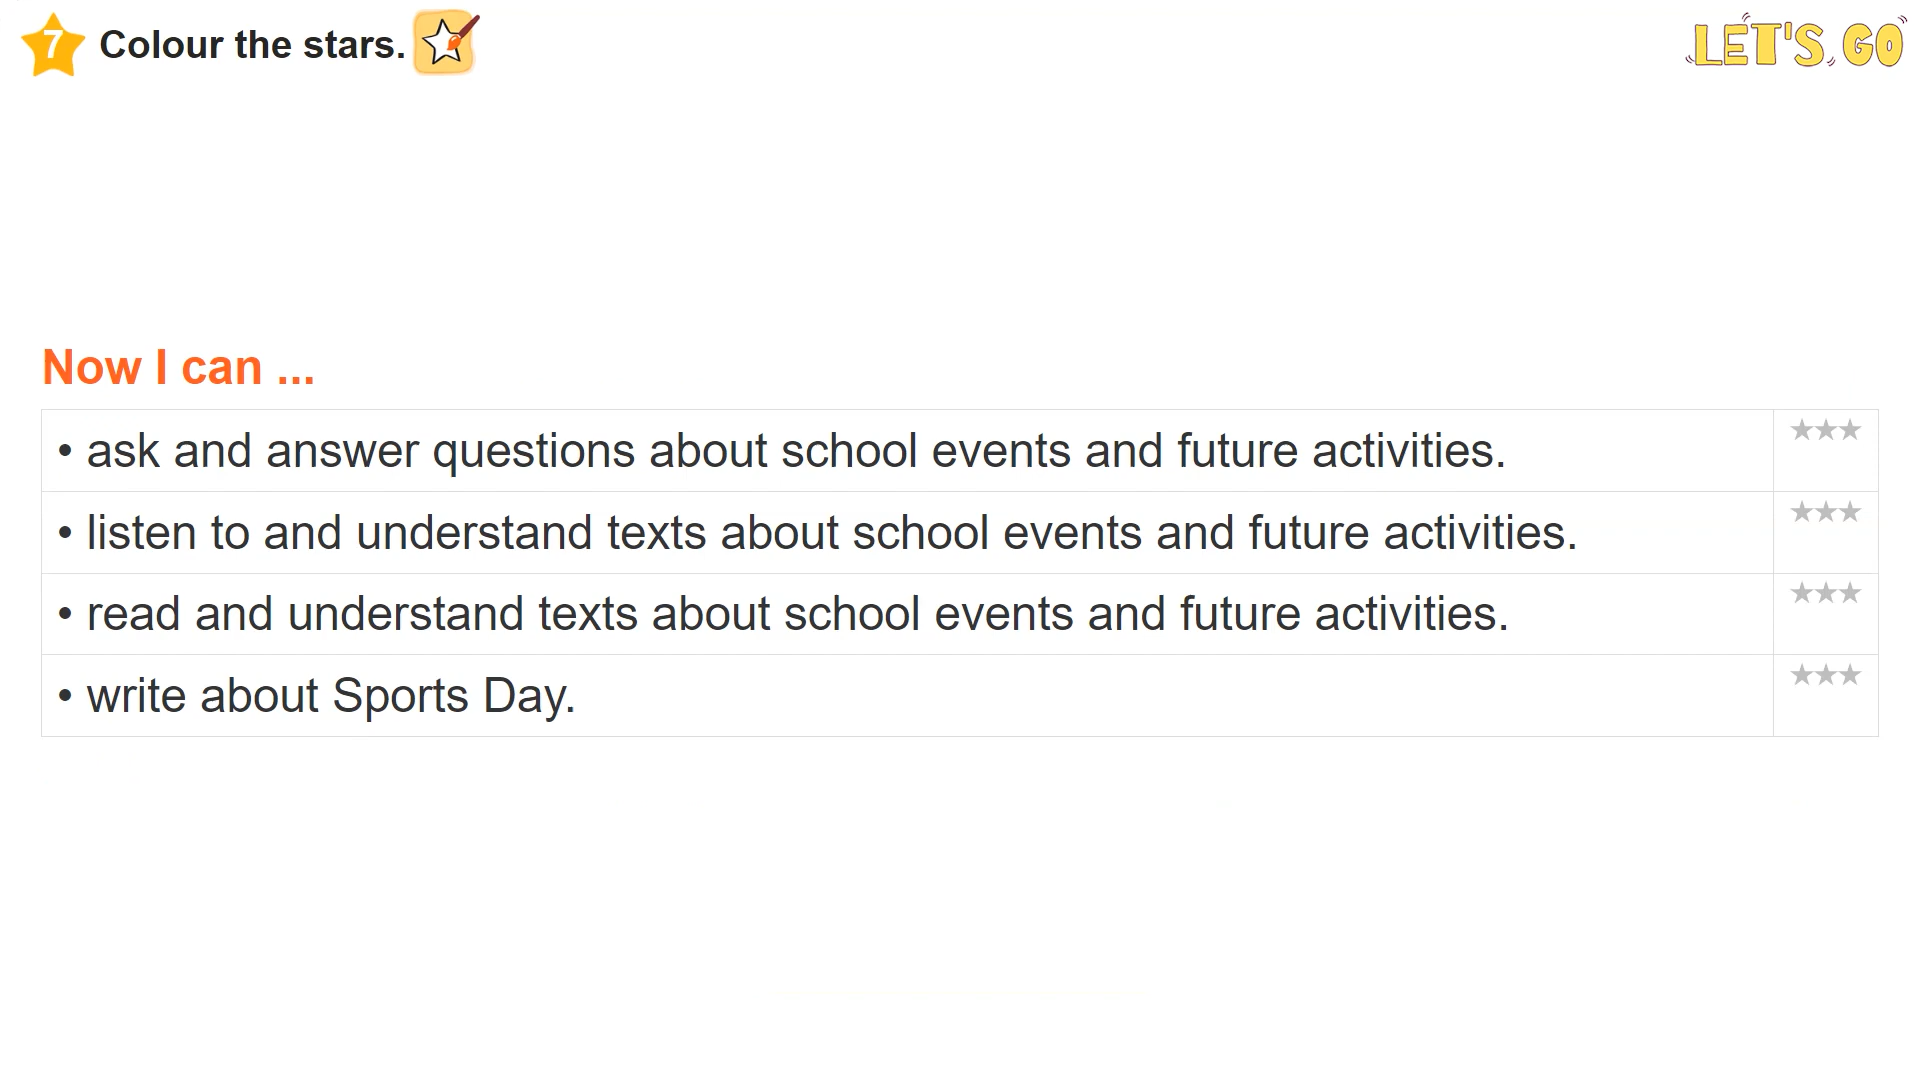 7 Colour the stars.
LET'S GO
Now I can ...
• ask and answer questions about school events and future activities. ★★★
• listen to and understand texts about school events and future activities. ★★★
• read and understand texts about school events and future activities. ★★★
• write about Sports Day. ★★★